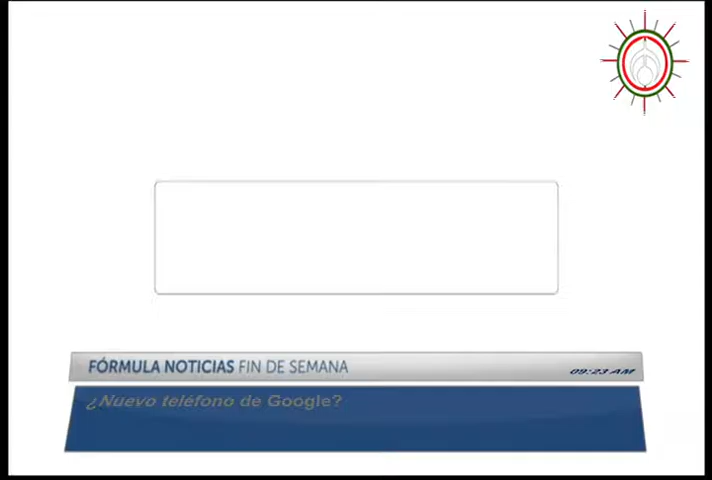 FÓRMULA NOTICIAS FIN DE SEMANA
09:23 AM
¿Nuevo teléfono de Google?